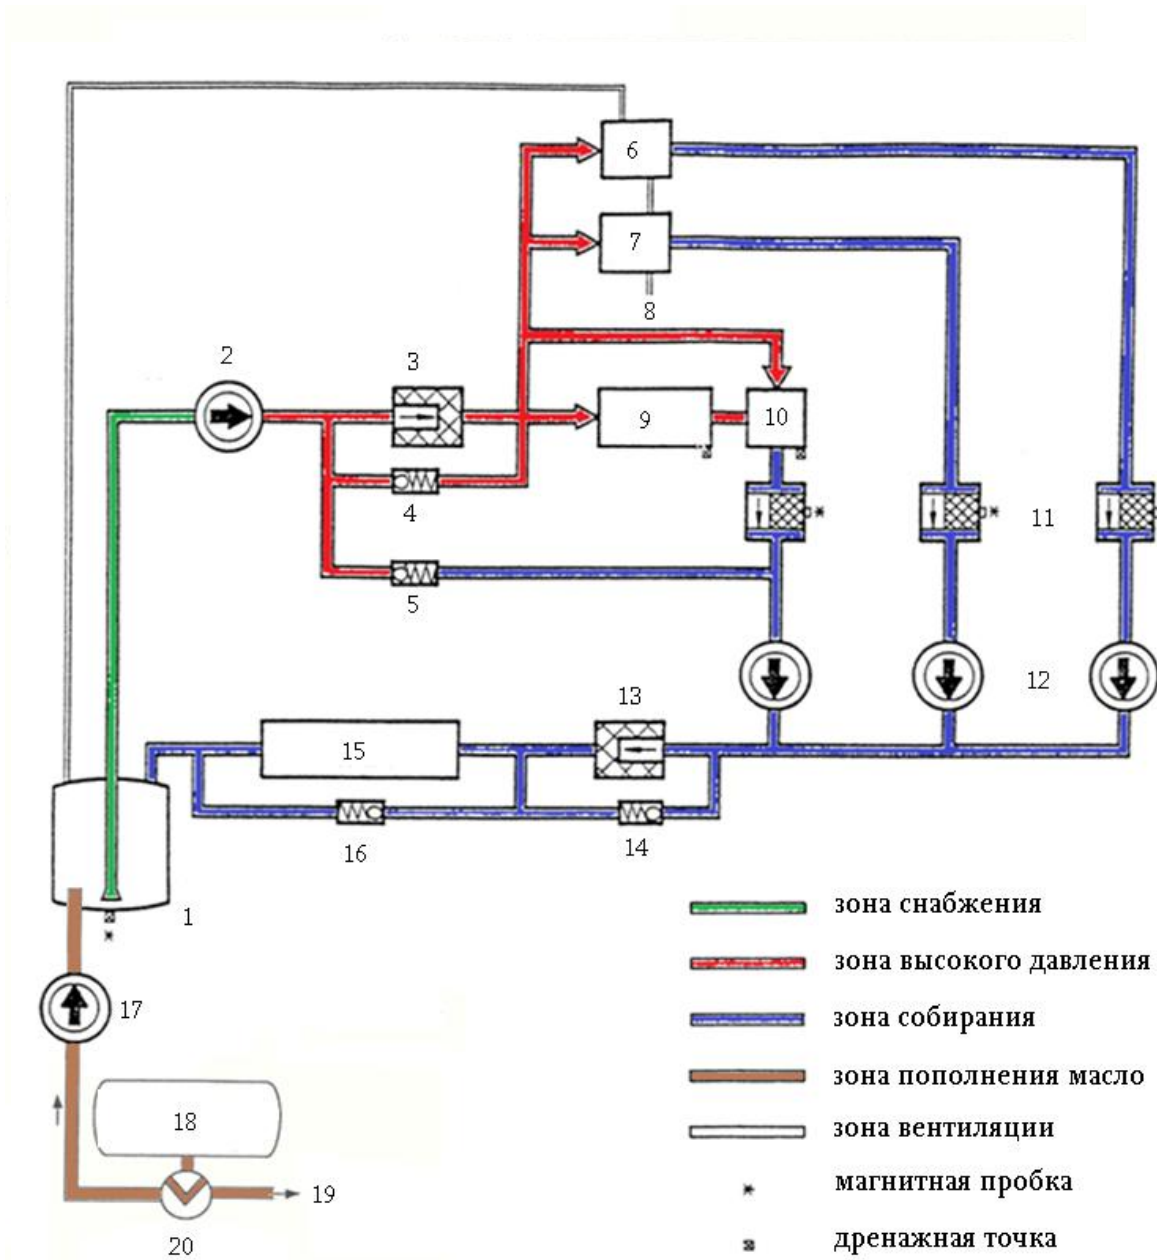 6
7
8
2
3
9
10
4
11
5
12
13
15
16
14
1
17
18
19
20
зона снабжения
зона высокого давления
зона собирания
зона пополнения масло
зона вентиляции
магнитная пробка
дренажная точка